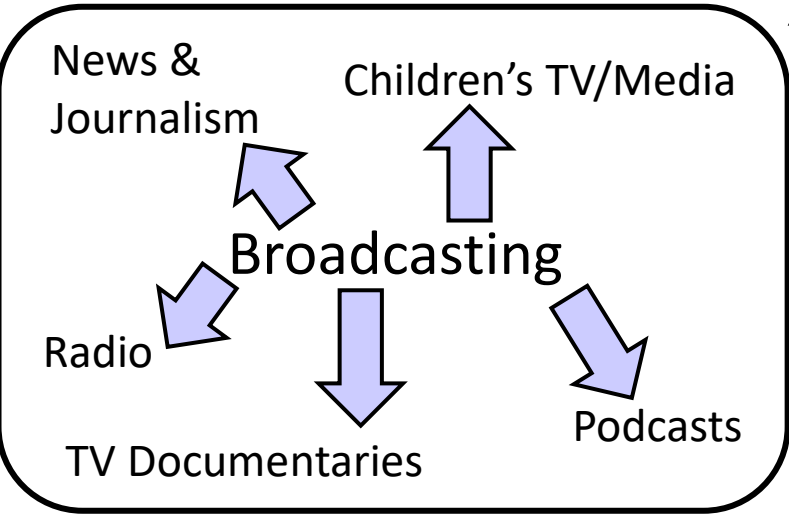 News &
Journalism
Children’s TV/Media
Broadcasting
Radio
TV Documentaries
Podcasts